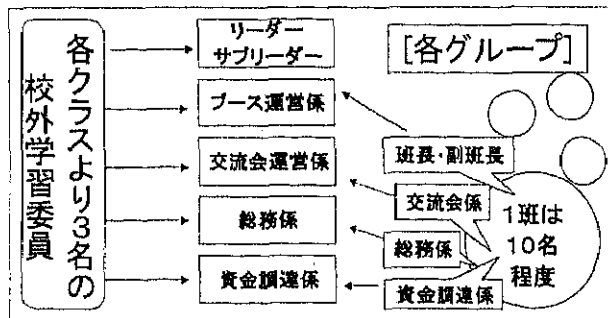 各クラスより3名の
校外学習委員
リーダー
サブリーダー
ブース運営係
交流会運営係
総務係
資金調達係
[各グループ]
班長・副班長
交流会係
総務係
資金調達係
1班は
10名
程度